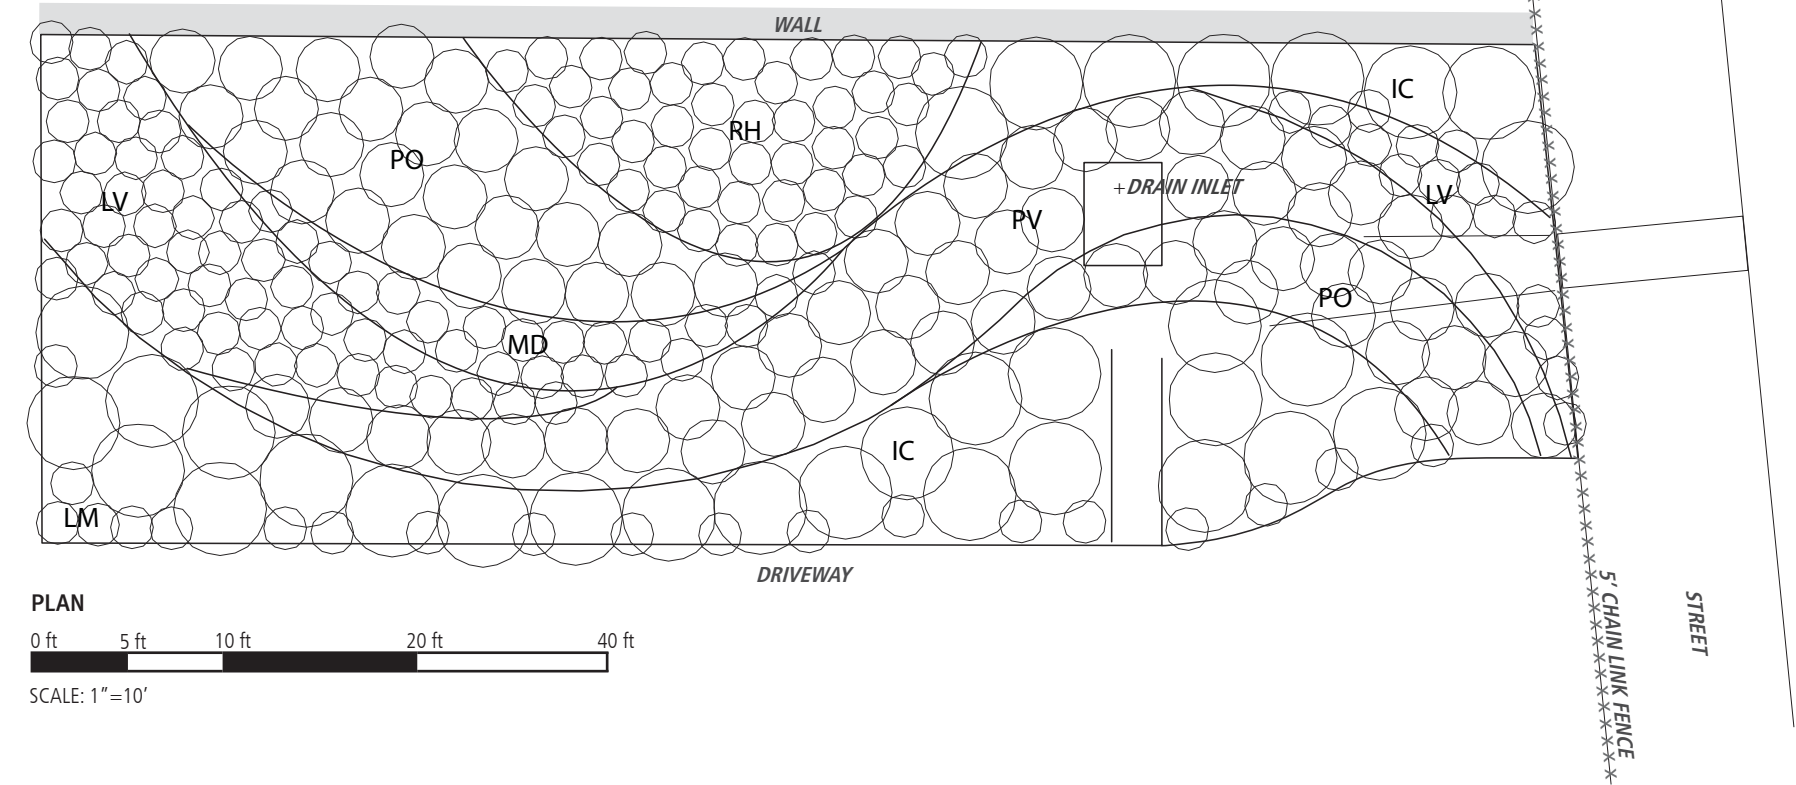 WALL
IC
RH
PO
LV
+DRAIN INLET
LV
PV
PO
MD
IC
LM
DRIVEWAY
PLAN
0 ft 5 ft 10 ft 20 ft 40 ft
SCALE: 1”=10’
5’ CHAIN LINK FENCE
STREET